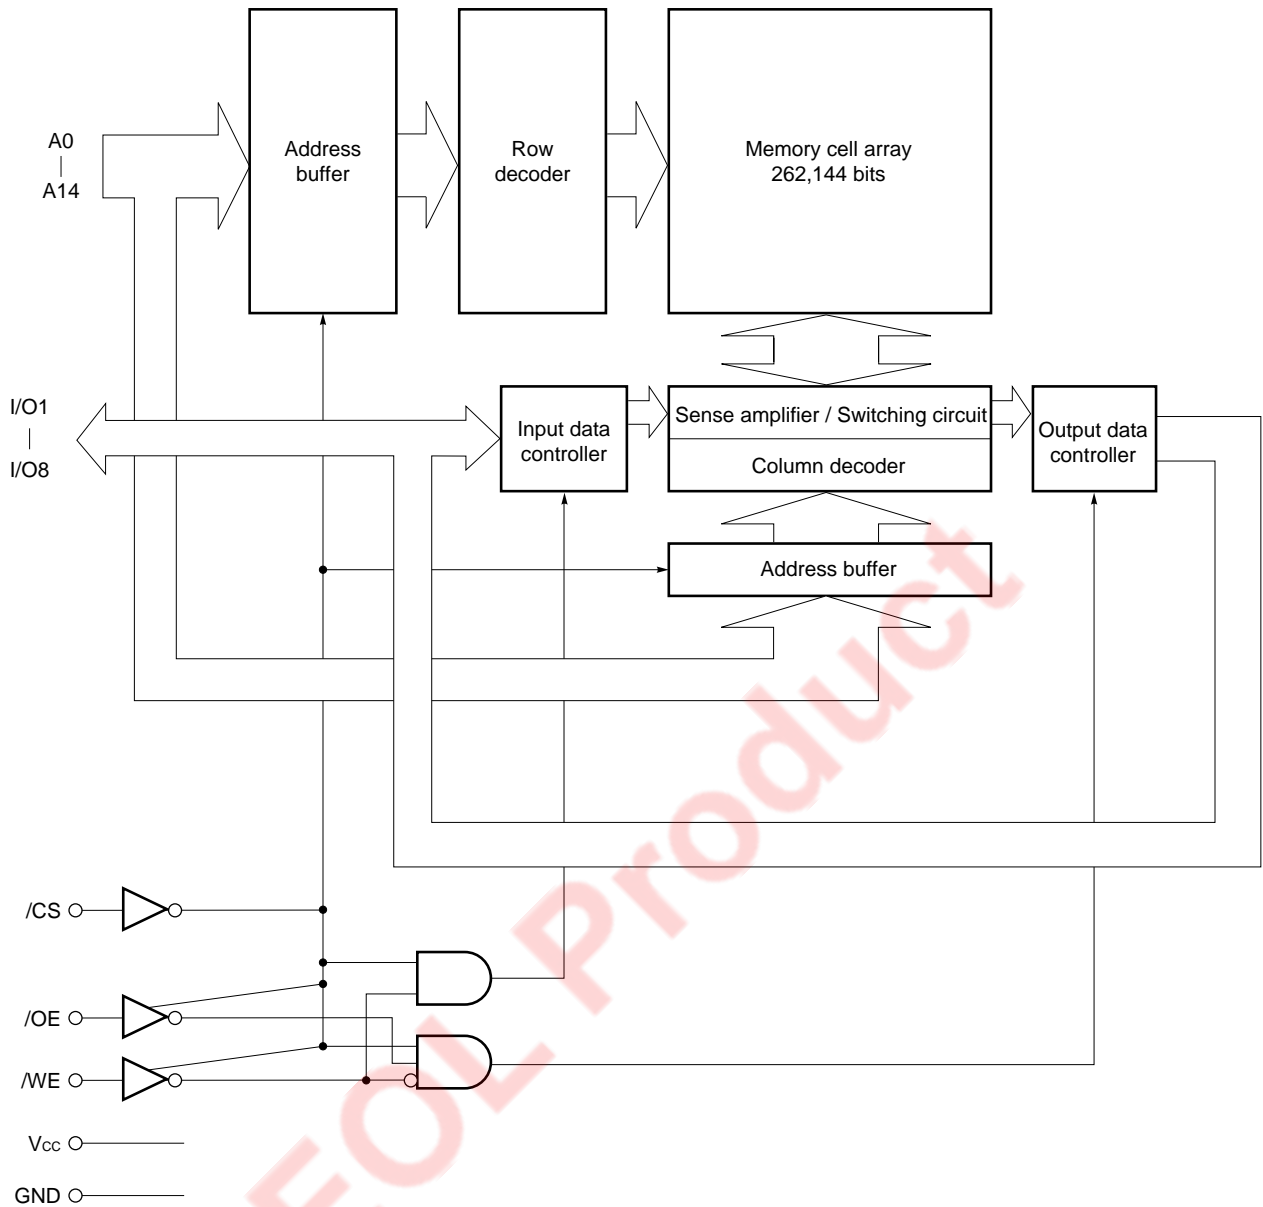 A0
A14
Address
buffer
Row
decoder
Memory cell array
262,144 bits
I/O1
I/O8
Input data
controller
Sense amplifier / Switching circuit
Column decoder
Output data
controller
Address buffer
/CS
/OE
/WE
VCC
GND
EOL Product